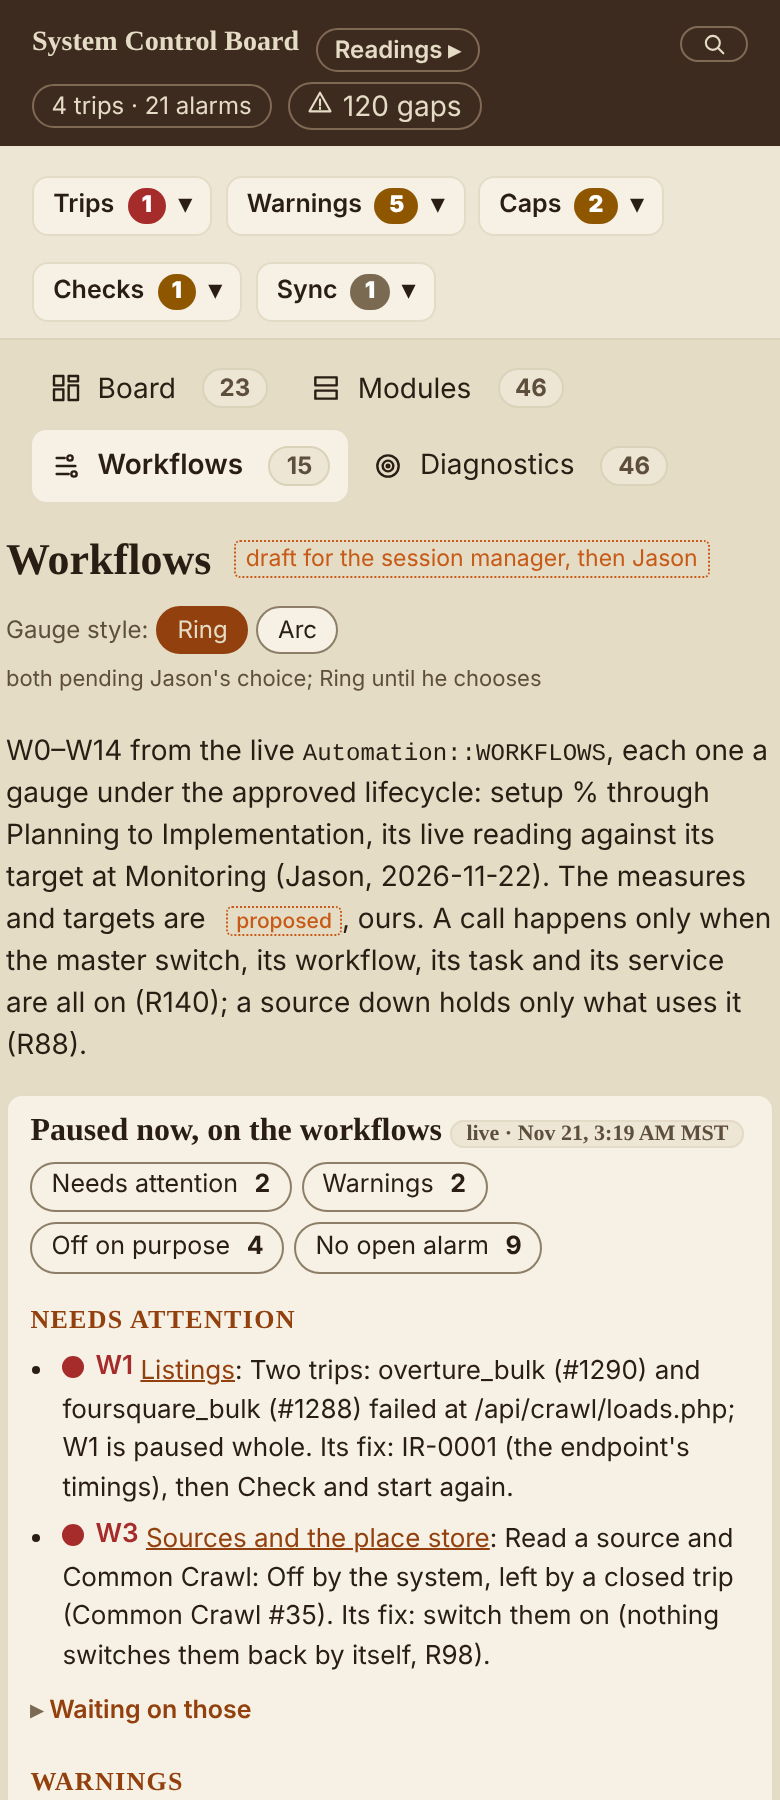 System Control Board Readings ▸
4 trips · 21 alarms ⚠ 120 gaps
Trips 1 ▾ Warnings 5 ▾ Caps 2 ▾
Checks 1 ▾ Sync 1 ▾
Board 23 Modules 46
Workflows 15 Diagnostics 46
Workflows draft for the session manager, then Jason
Gauge style: Ring Arc
both pending Jason's choice; Ring until he chooses
W0–W14 from the live Automation::WORKFLOWS, each one a
gauge under the approved lifecycle: setup % through
Planning to Implementation, its live reading against its
target at Monitoring (Jason, 2026-11-22). The measures
and targets are proposed, ours. A call happens only when
the master switch, its workflow, its task and its service
are all on (R140); a source down holds only what uses it
(R88).
Paused now, on the workflows live · Nov 21, 3:19 AM MST
Needs attention 2 Warnings 2
Off on purpose 4 No open alarm 9
NEEDS ATTENTION
• W1 Listings: Two trips: overture_bulk (#1290) and
foursquare_bulk (#1288) failed at /api/crawl/loads.php;
W1 is paused whole. Its fix: IR-0001 (the endpoint's
timings), then Check and start again.
• W3 Sources and the place store: Read a source and
Common Crawl: Off by the system, left by a closed trip
(Common Crawl #35). Its fix: switch them on (nothing
switches them back by itself, R98).
▸ Waiting on those
WARNINGS